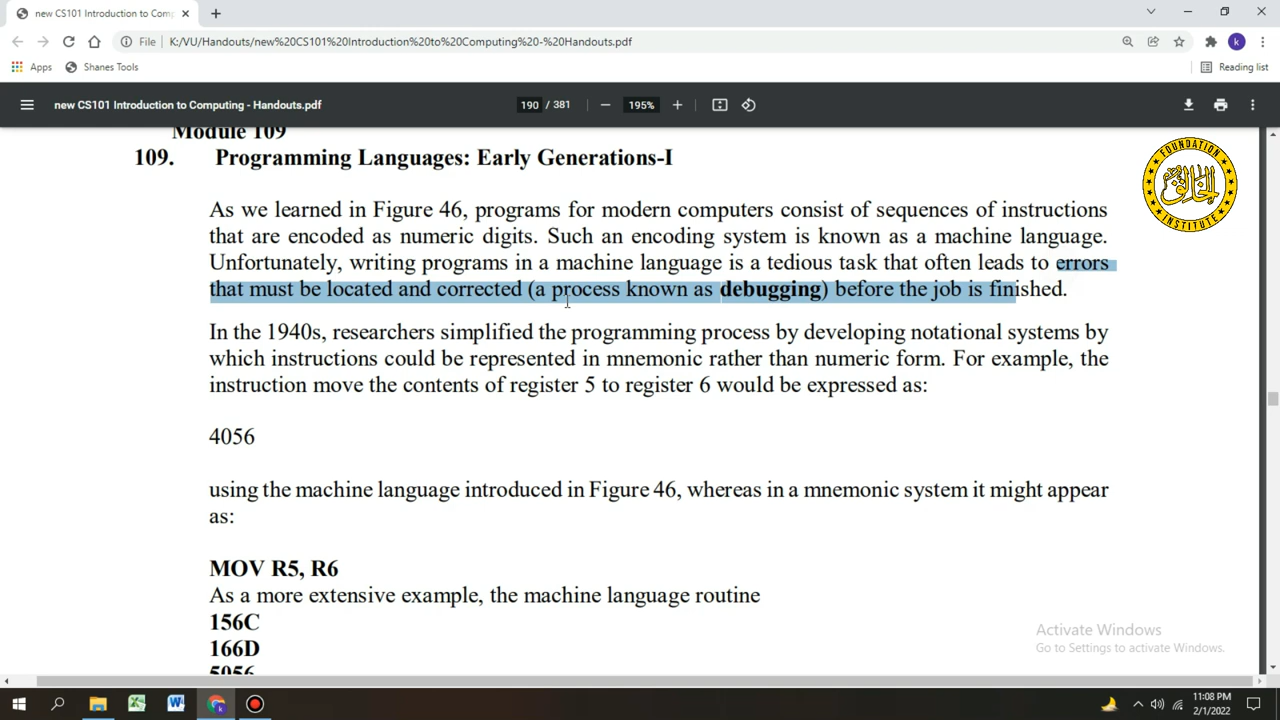 new CS101 Introduction to Comp
File K:/VU/Handouts/new%20CS101%20Introduction%20to%20Computing%20-%20Handouts.pdf
k
Apps Shanes Tools Reading list
new CS101 Introduction to Computing - Handouts.pdf 190 / 381 195%
Module 109
109. Programming Languages: Early Generations-I
FOUNDATION
INSTITUTE
As we learned in Figure 46, programs for modern computers consist of sequences of instructions
that are encoded as numeric digits. Such an encoding system is known as a machine language.
Unfortunately, writing programs in a machine language is a tedious task that often leads to errors
that must be located and corrected (a process known as debugging) before the job is finished.
In the 1940s, researchers simplified the programming process by developing notational systems by
which instructions could be represented in mnemonic rather than numeric form. For example, the
instruction move the contents of register 5 to register 6 would be expressed as:
4056
using the machine language introduced in Figure 46, whereas in a mnemonic system it might appear
as:
MOV R5, R6
As a more extensive example, the machine language routine
156C
166D
5056
Activate Windows
Go to Settings to activate Windows.
11:08 PM
2/1/2022